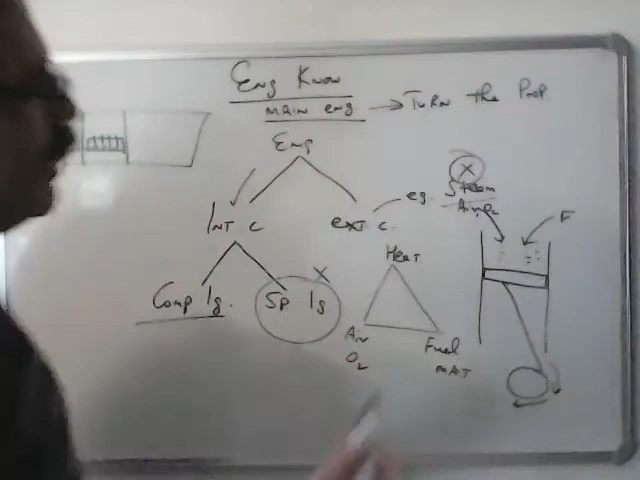 Eng Know
MAIN eng → TURN the Prop
Eng
INT C
ext C.
eg. Steam
X
F
Comp Ig.
Sp Ig
X
Heat
Air
O2
Fuel
MAT